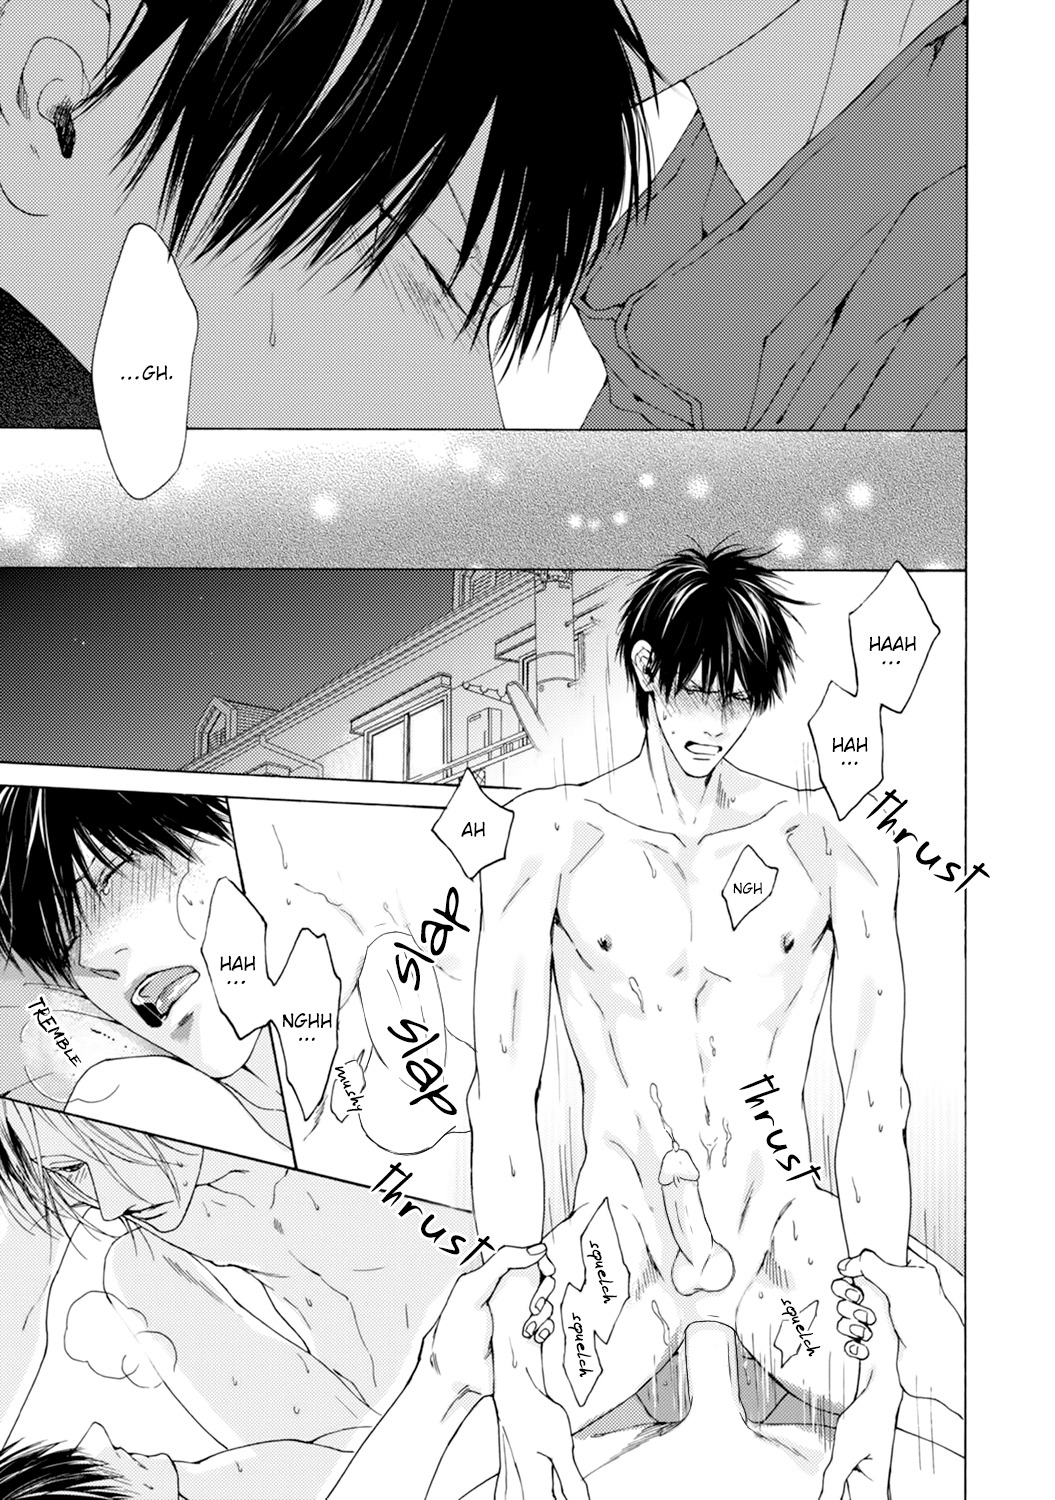 ...GH.
HAAH
...
HAH
...
thrust
AH
NGH
slap
slap
HAH
...
NGHH
...
mushy
TREMBLE
...
thrust
thrust
squelch
squelch
squelch